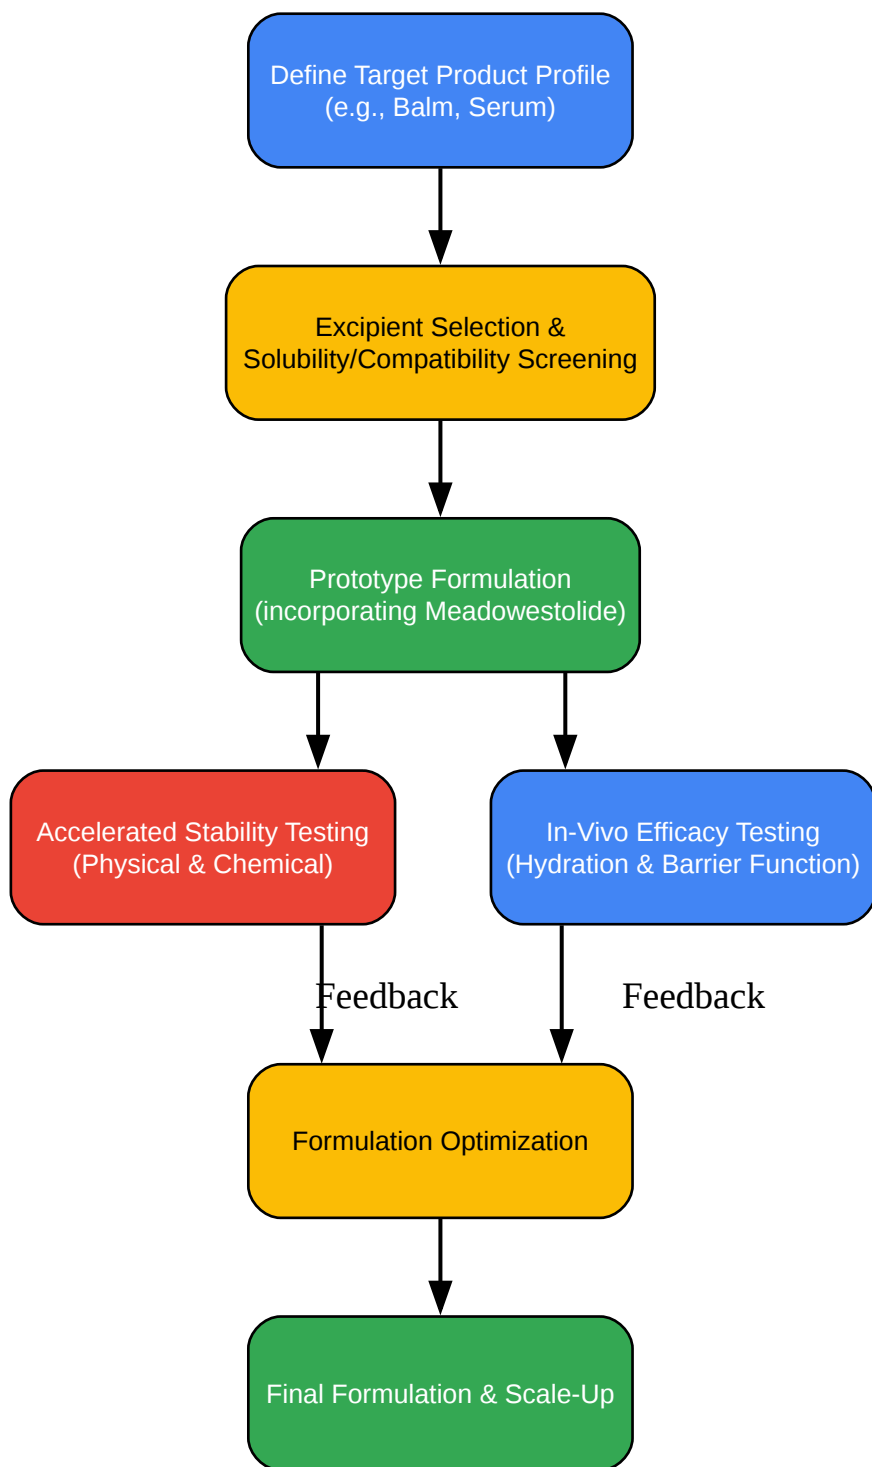 Define Target Product Profile
(e.g., Balm, Serum)
Excipient Selection &
Solubility/Compatibility Screening
Prototype Formulation
(incorporating Meadowestolide)
Accelerated Stability Testing
(Physical & Chemical)
In-Vivo Efficacy Testing
(Hydration & Barrier Function)
Feedback
Feedback
Formulation Optimization
Final Formulation & Scale-Up